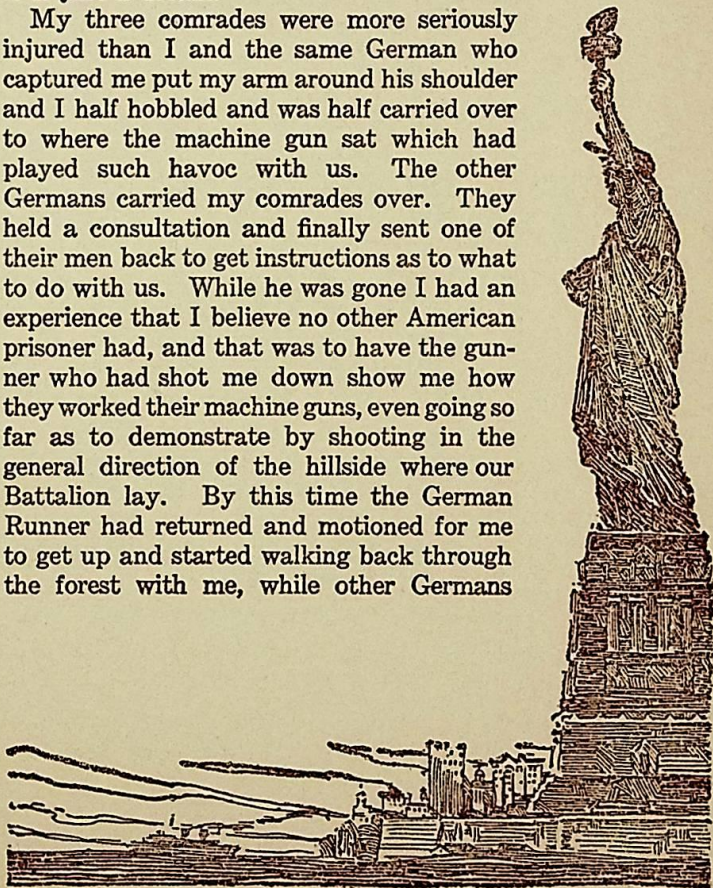 My three comrades were more seriously
injured than I and the same German who
captured me put my arm around his shoulder
and I half hobbled and was half carried over
to where the machine gun sat which had
played such havoc with us. The other
Germans carried my comrades over. They
held a consultation and finally sent one of
their men back to get instructions as to what
to do with us. While he was gone I had an
experience that I believe no other American
prisoner had, and that was to have the gun-
ner who had shot me down show me how
they worked their machine guns, even going so
far as to demonstrate by shooting in the
general direction of the hillside where our
Battalion lay. By this time the German
Runner had returned and motioned for me
to get up and started walking back through
the forest with me, while other Germans